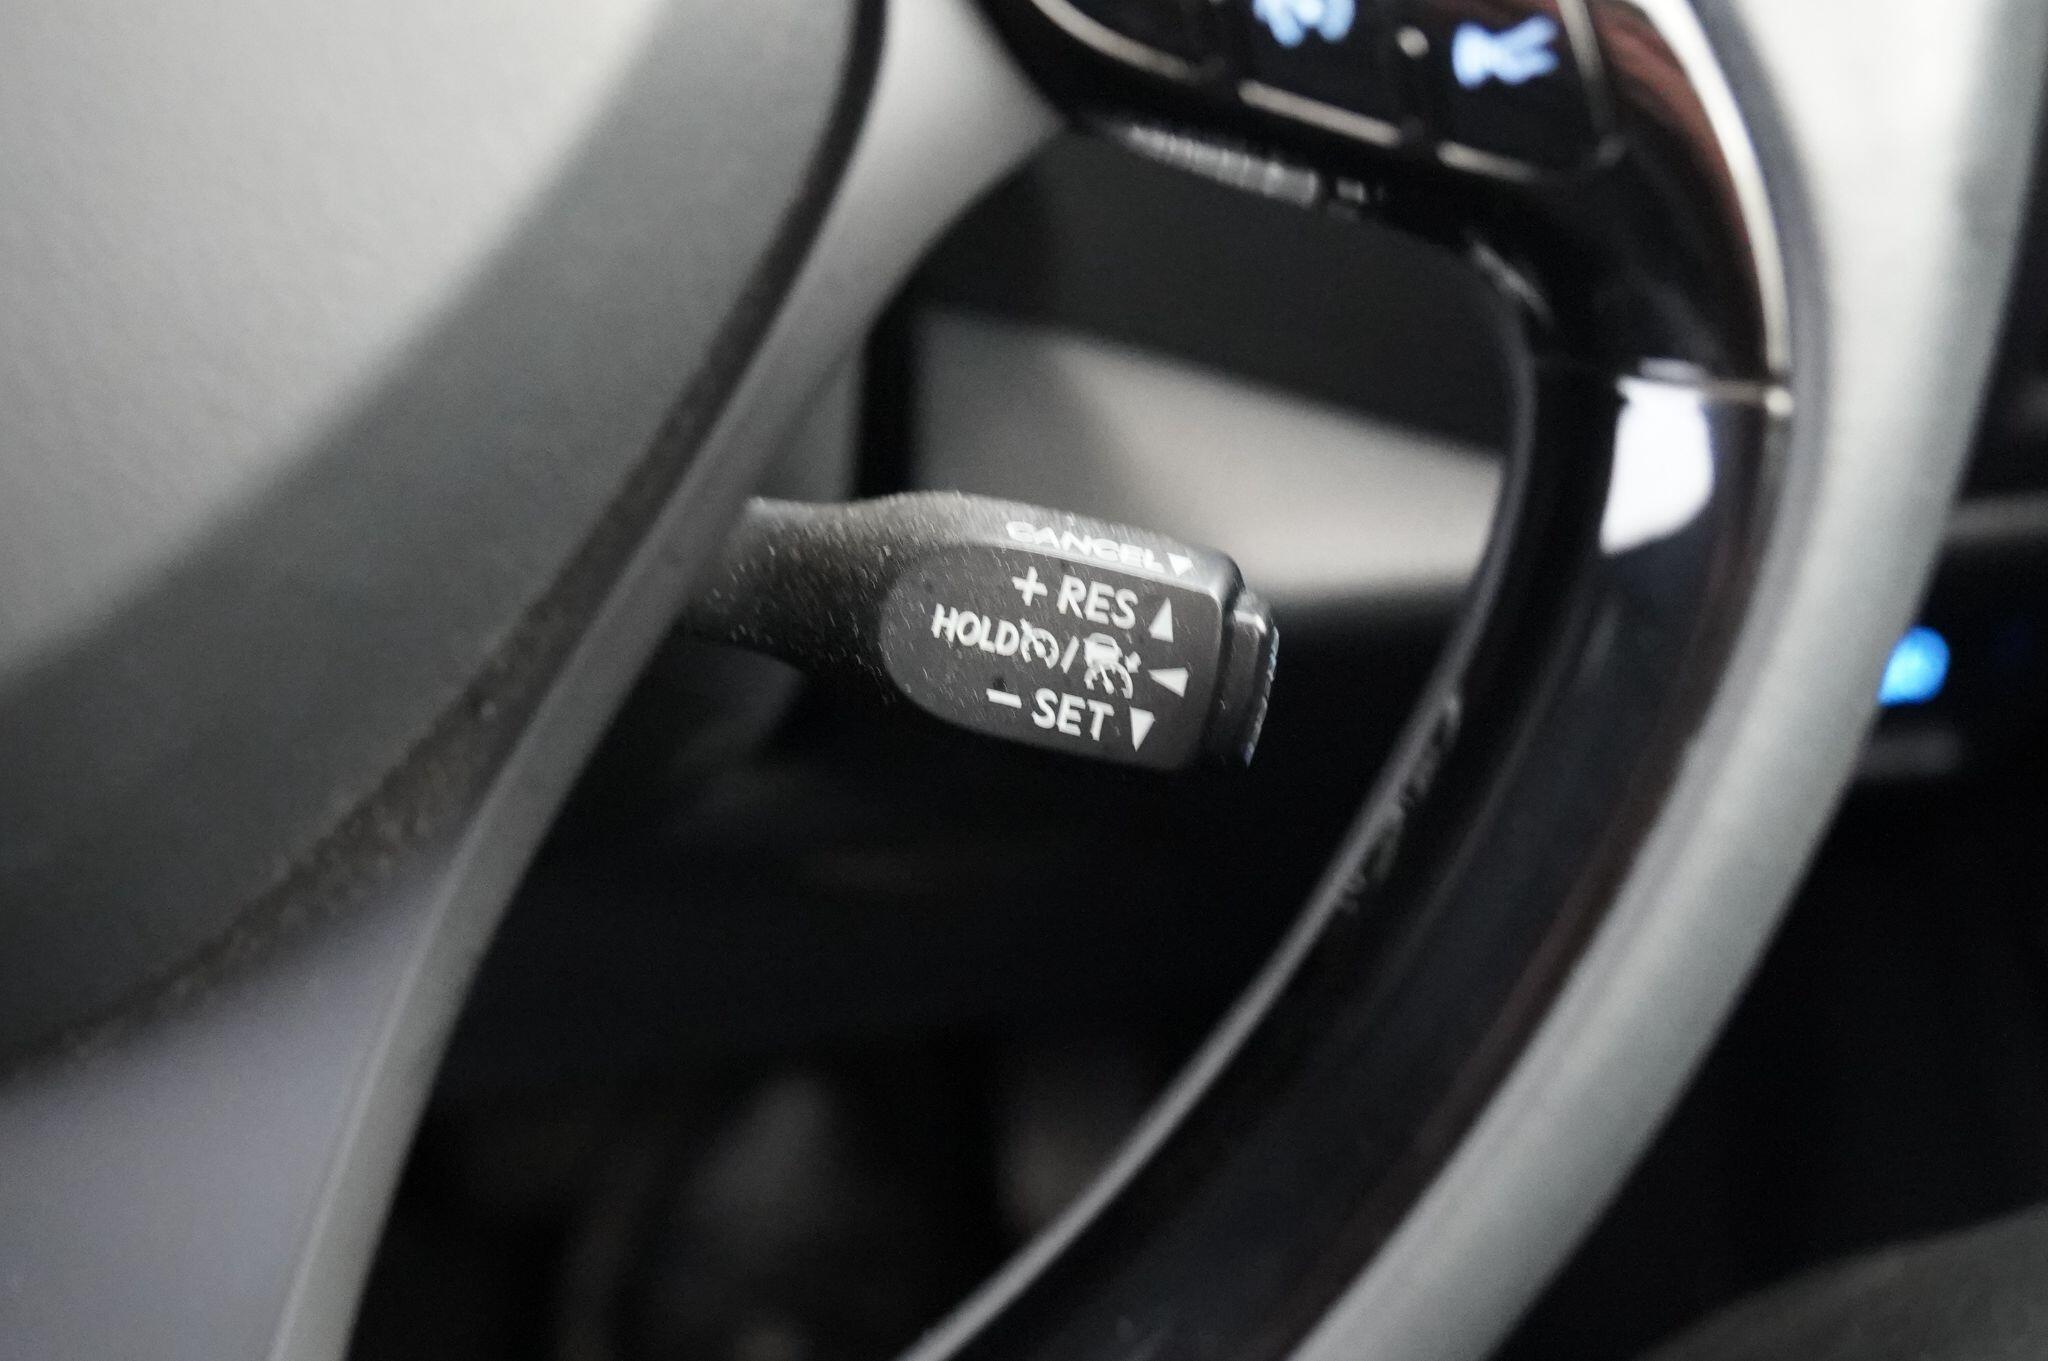 CANCEL ▼
+ RES ▲
HOLD / ◀
− SET ▼